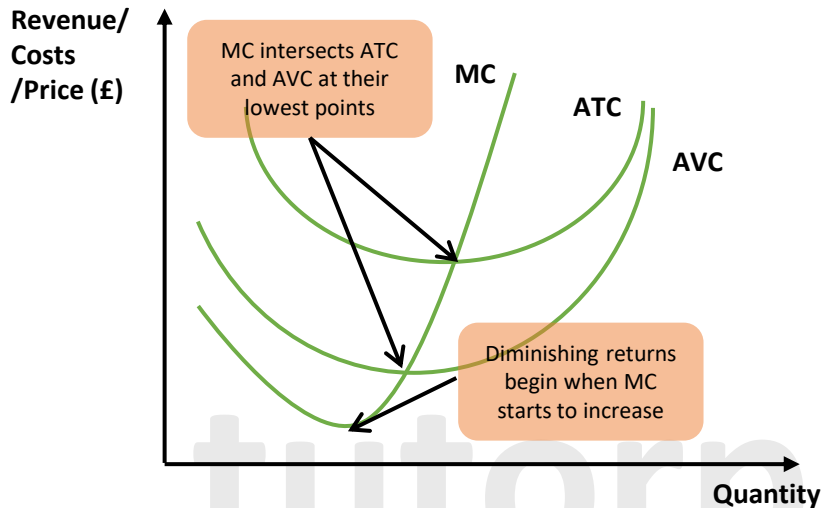 Revenue/
Costs
/Price (£)
MC intersects ATC
and AVC at their
lowest points
MC
ATC
AVC
Diminishing returns
begin when MC
starts to increase
Quantity